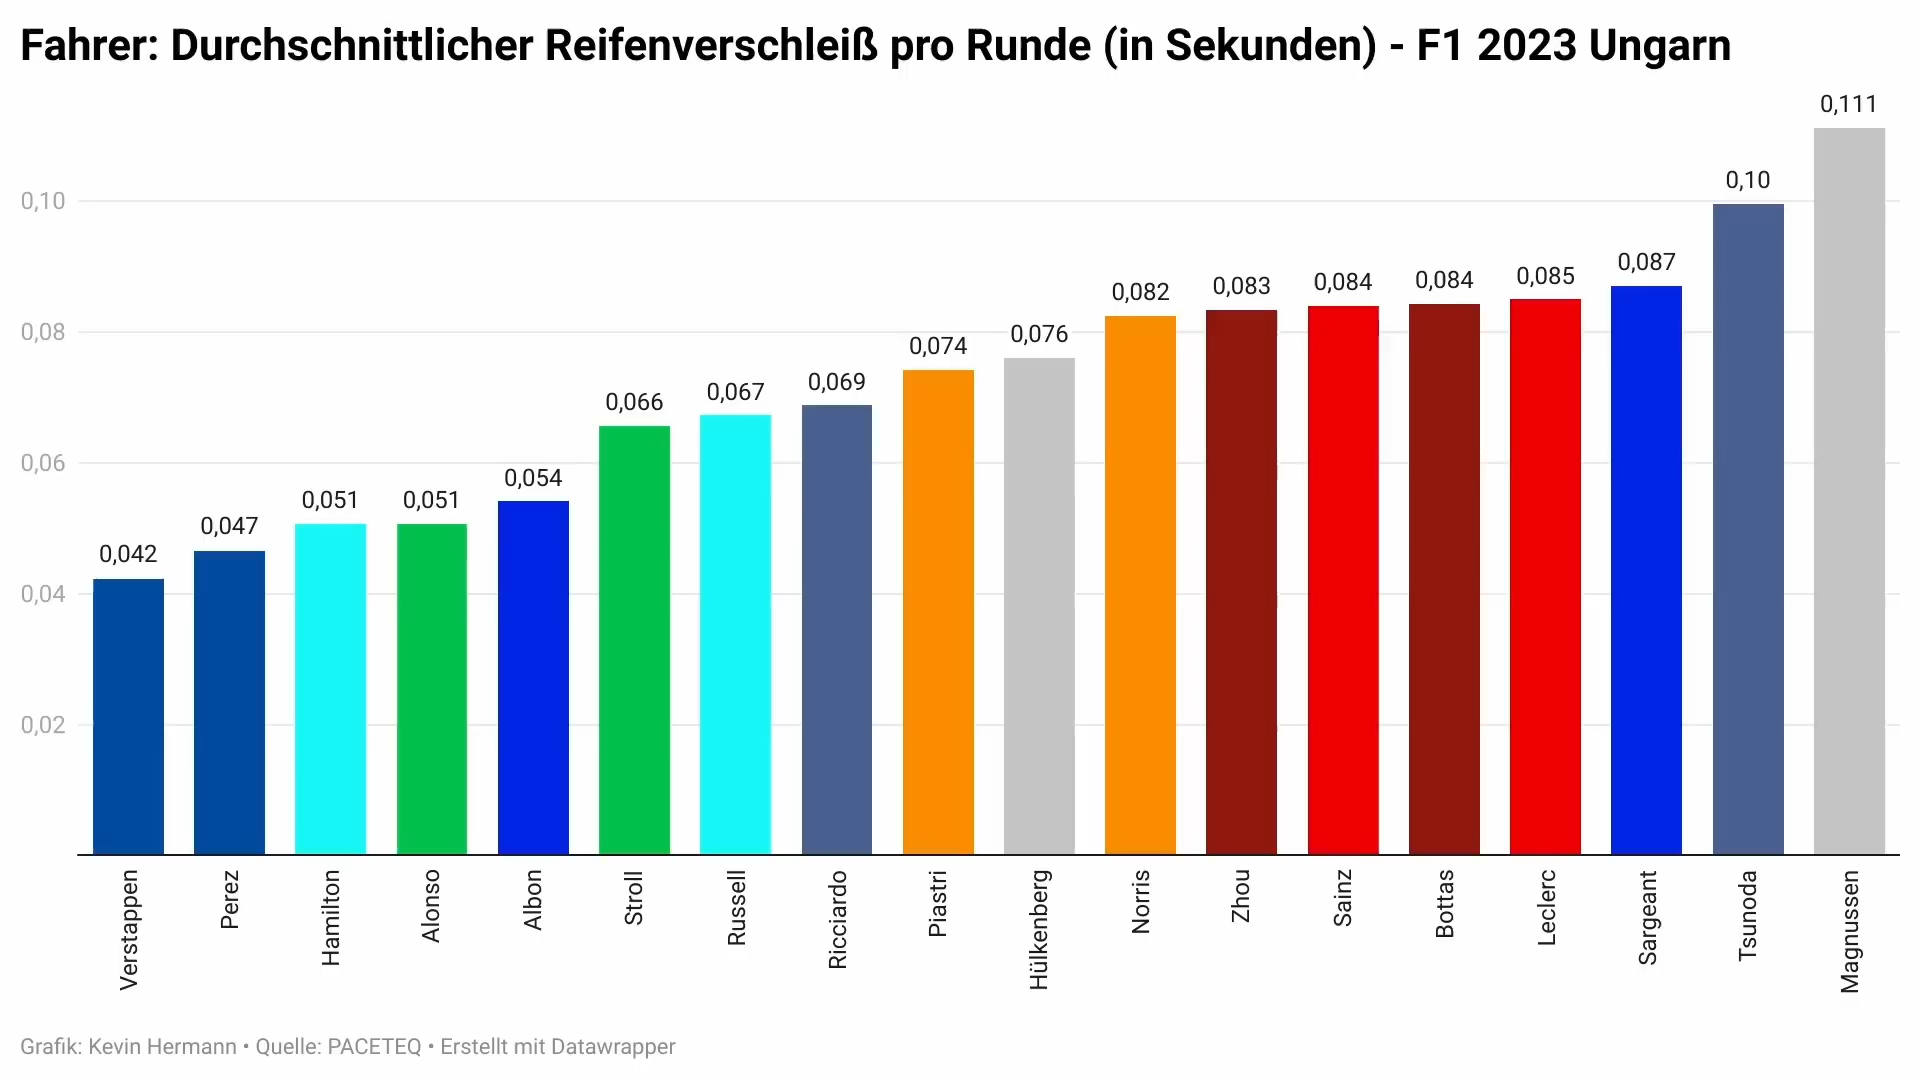 Fahrer: Durchschnittlicher Reifenverschleiß pro Runde (in Sekunden) - F1 2023 Ungarn
0,111
0,10
0,10
0,087
0,085
0,084
0,084
0,083
0,082
0,08
0,076
0,074
0,069
0,067
0,066
0,06
0,054
0,051
0,051
0,047
0,042
0,04
0,02
Verstappen
Perez
Hamilton
Alonso
Albon
Stroll
Russell
Ricciardo
Piastri
Hülkenberg
Norris
Zhou
Sainz
Bottas
Leclerc
Sargeant
Tsunoda
Magnussen
Grafik: Kevin Hermann • Quelle: PACETEQ • Erstellt mit Datawrapper